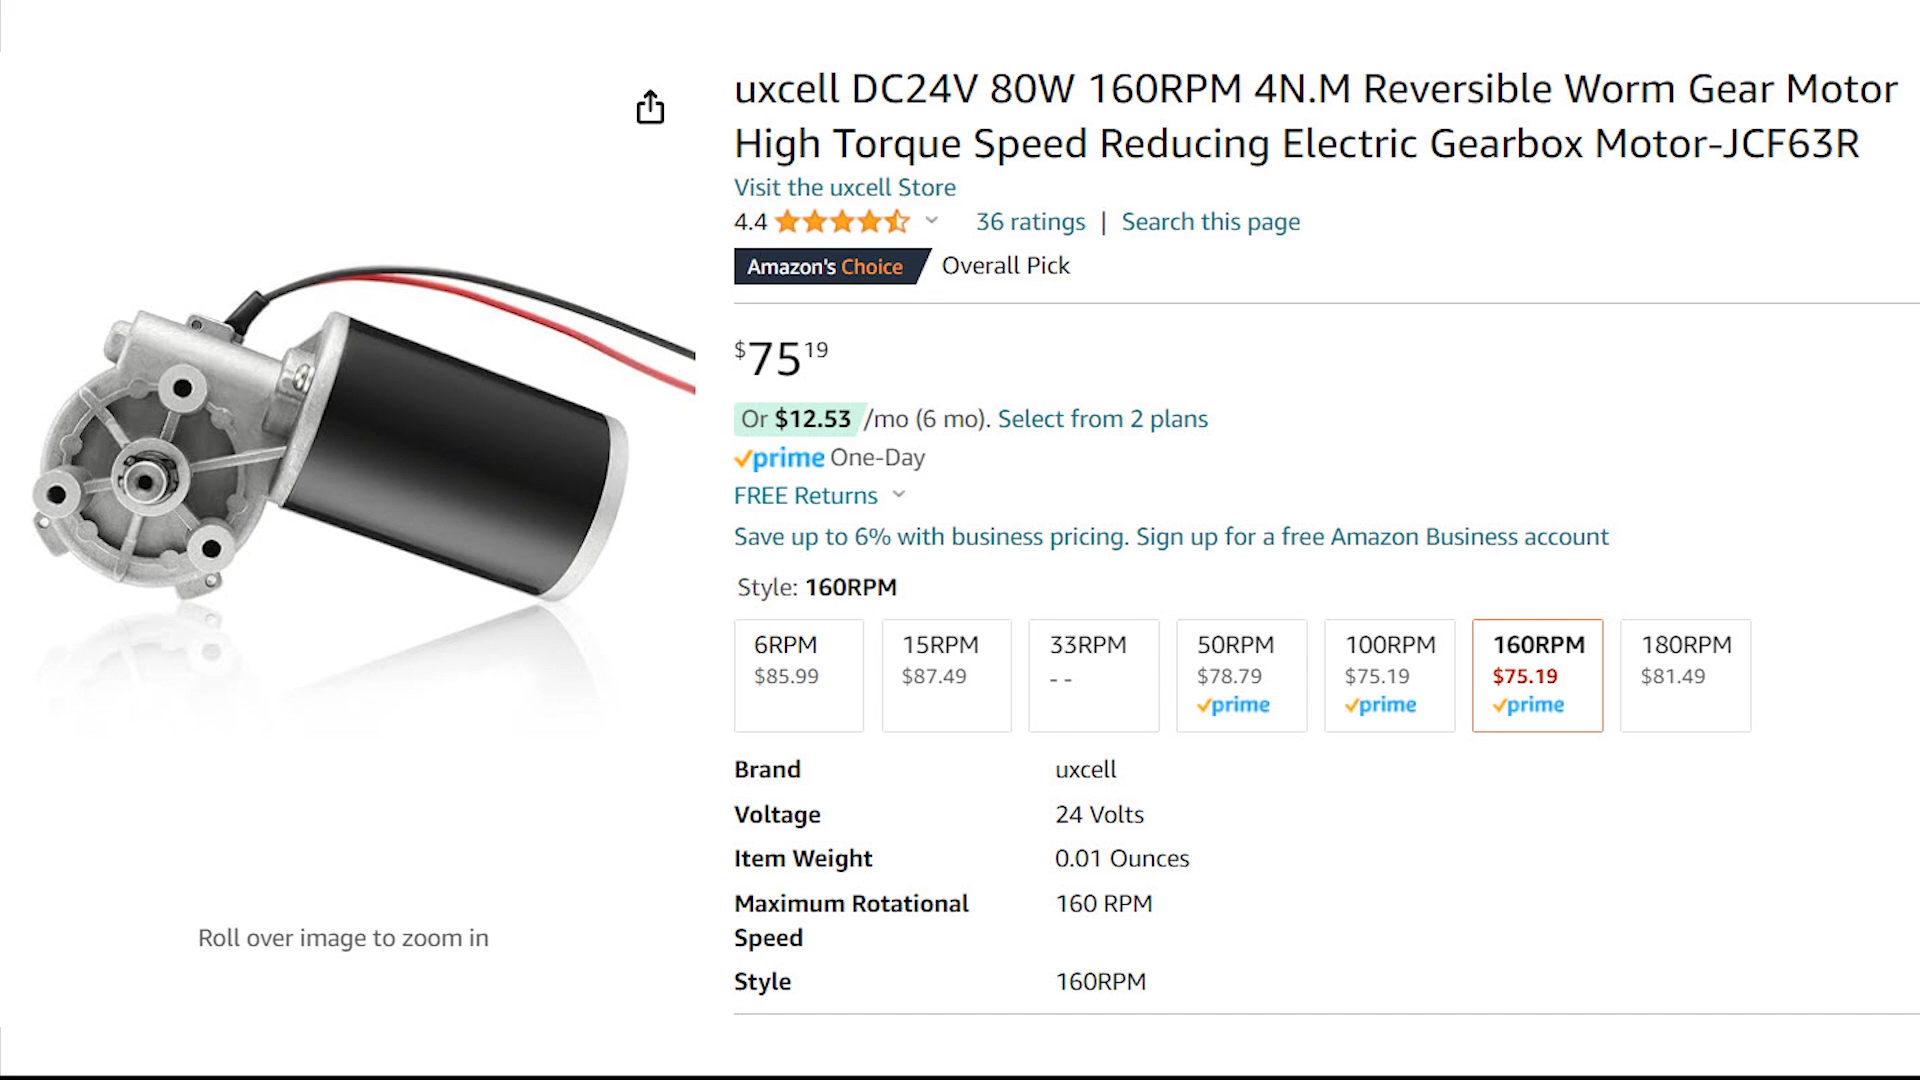 uxcell DC24V 80W 160RPM 4N.M Reversible Worm Gear Motor
High Torque Speed Reducing Electric Gearbox Motor-JCF63R
Visit the uxcell Store
4.4 36 ratings | Search this page
Amazon's Choice Overall Pick
$75 19
Or $12.53 /mo (6 mo). Select from 2 plans
prime One-Day
FREE Returns
Save up to 6% with business pricing. Sign up for a free Amazon Business account
Style: 160RPM
6RPM 15RPM 33RPM 50RPM 100RPM 160RPM 180RPM
$85.99 $87.49 - - $78.79 $75.19 $75.19 $81.49
prime prime prime
Brand uxcell
Voltage 24 Volts
Item Weight 0.01 Ounces
Maximum Rotational 160 RPM
Speed
Style 160RPM
Roll over image to zoom in